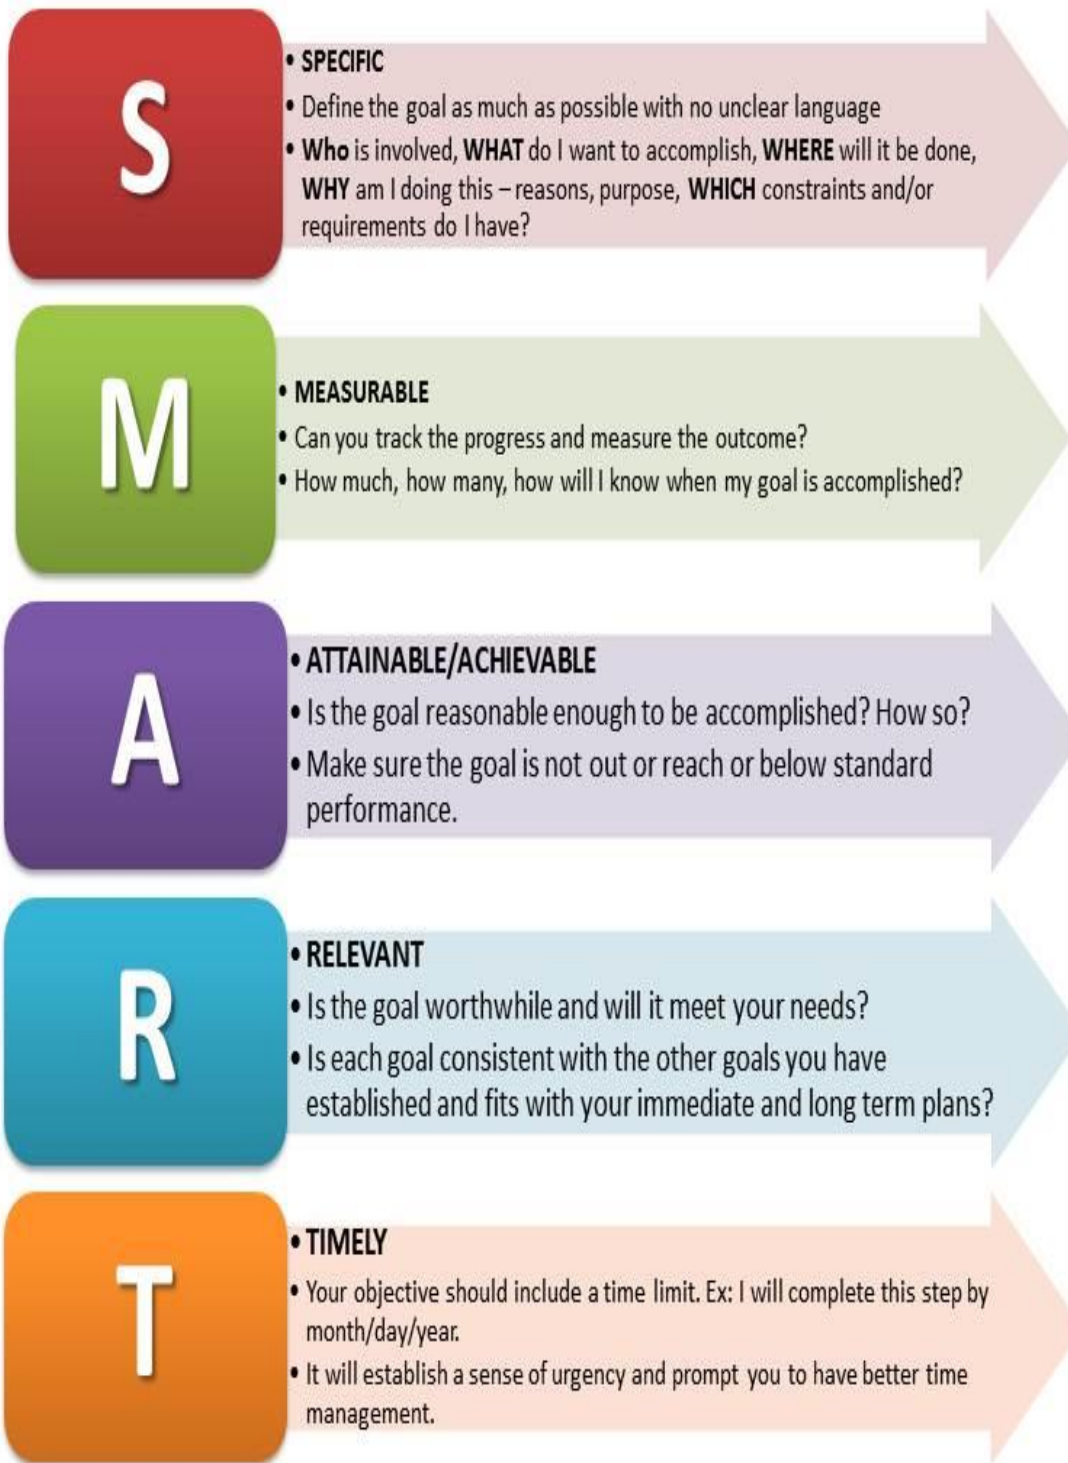 S
• SPECIFIC
• Define the goal as much as possible with no unclear language
• Who is involved, WHAT do I want to accomplish, WHERE will it be done,
WHY am I doing this – reasons, purpose, WHICH constraints and/or
requirements do I have?
M
• MEASURABLE
• Can you track the progress and measure the outcome?
• How much, how many, how will I know when my goal is accomplished?
A
• ATTAINABLE/ACHIEVABLE
• Is the goal reasonable enough to be accomplished? How so?
• Make sure the goal is not out or reach or below standard
performance.
R
• RELEVANT
• Is the goal worthwhile and will it meet your needs?
• Is each goal consistent with the other goals you have
established and fits with your immediate and long term plans?
T
• TIMELY
• Your objective should include a time limit. Ex: I will complete this step by
month/day/year.
• It will establish a sense of urgency and prompt you to have better time
management.